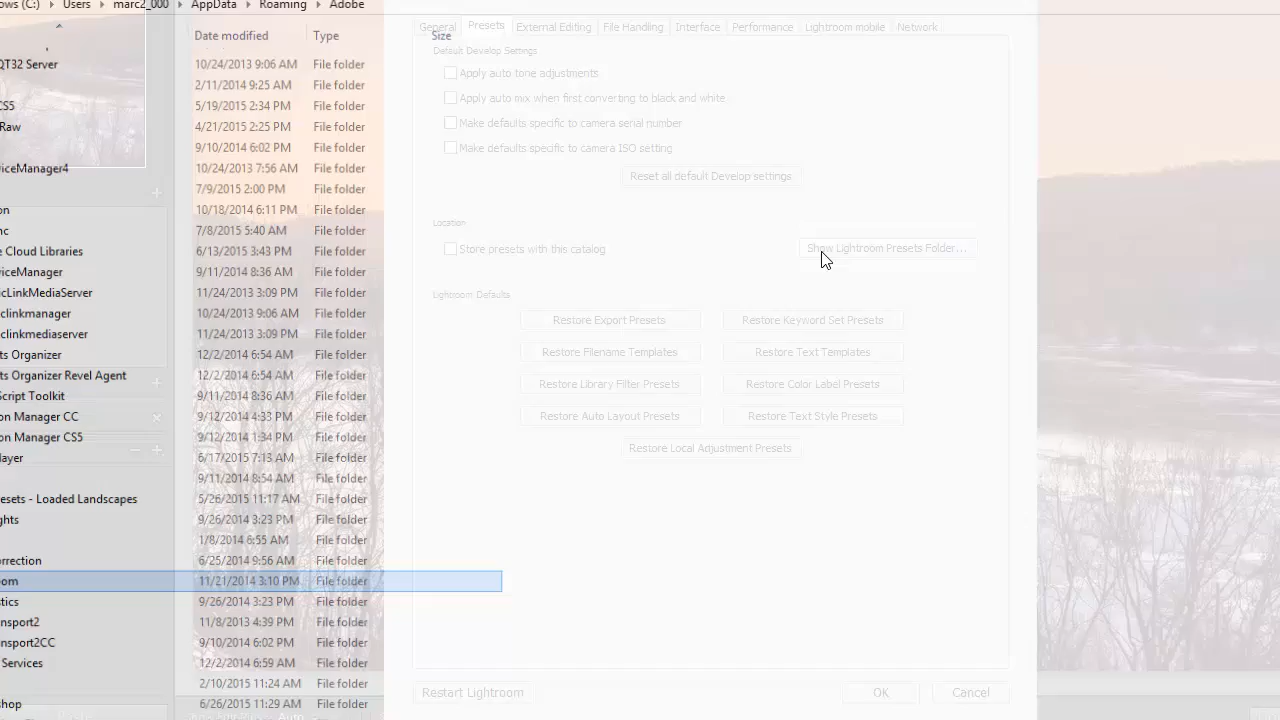 ows (C:) › Users › marc2_000 › AppData › Roaming › Adobe
General Presets External Editing File Handling Interface Performance Lightroom mobile Network
Date modified Type Size
Default Develop Settings
QT32 Server 10/24/2013 9:06 AM File folder
Apply auto tone adjustments
2/11/2014 9:25 AM File folder
Apply auto mix when first converting to black and white
CS5 5/19/2015 2:34 PM File folder
Make defaults specific to camera serial number
Raw 4/21/2015 2:25 PM File folder
Make defaults specific to camera ISO setting
9/10/2014 6:02 PM File folder
viceManager4 10/24/2013 7:56 AM File folder
Reset all default Develop settings
7/9/2015 2:00 PM File folder
on 10/18/2014 6:11 PM File folder
Location
nc 7/8/2015 5:40 AM File folder
Store presets with this catalog Show Lightroom Presets Folder...
e Cloud Libraries 6/13/2015 3:43 PM File folder
viceManager 9/11/2014 8:36 AM File folder
icLinkMediaServer 11/24/2013 3:09 PM File folder
Lightroom Defaults
iclinkmanager 10/24/2013 9:06 AM File folder
Restore Export Presets Restore Keyword Set Presets
iclinkmediaserver 11/24/2013 3:09 PM File folder
ts Organizer 12/2/2014 6:54 AM File folder
Restore Filename Templates Restore Text Templates
ts Organizer Revel Agent 12/2/2014 6:54 AM File folder
Restore Library Filter Presets Restore Color Label Presets
Script Toolkit 9/11/2014 8:36 AM File folder
on Manager CC 9/12/2014 4:33 PM File folder
Restore Auto Layout Presets Restore Text Style Presets
on Manager CS5 9/12/2014 1:34 PM File folder
Restore Local Adjustment Presets
layer 6/17/2015 7:13 AM File folder
9/11/2014 8:54 AM File folder
esets - Loaded Landscapes 5/26/2015 11:17 AM File folder
ghts 9/26/2014 3:23 PM File folder
1/8/2014 6:55 AM File folder
orrection 6/25/2014 9:56 AM File folder
oom 11/21/2014 3:10 PM File folder
stics 9/26/2014 3:23 PM File folder
nsport2 11/8/2013 4:39 PM File folder
nsport2CC 9/10/2014 6:02 PM File folder
Services 12/2/2014 6:59 AM File folder
2/10/2015 11:24 AM File folder
Restart Lightroom OK Cancel
shop 6/26/2015 11:29 AM File folder
Auto